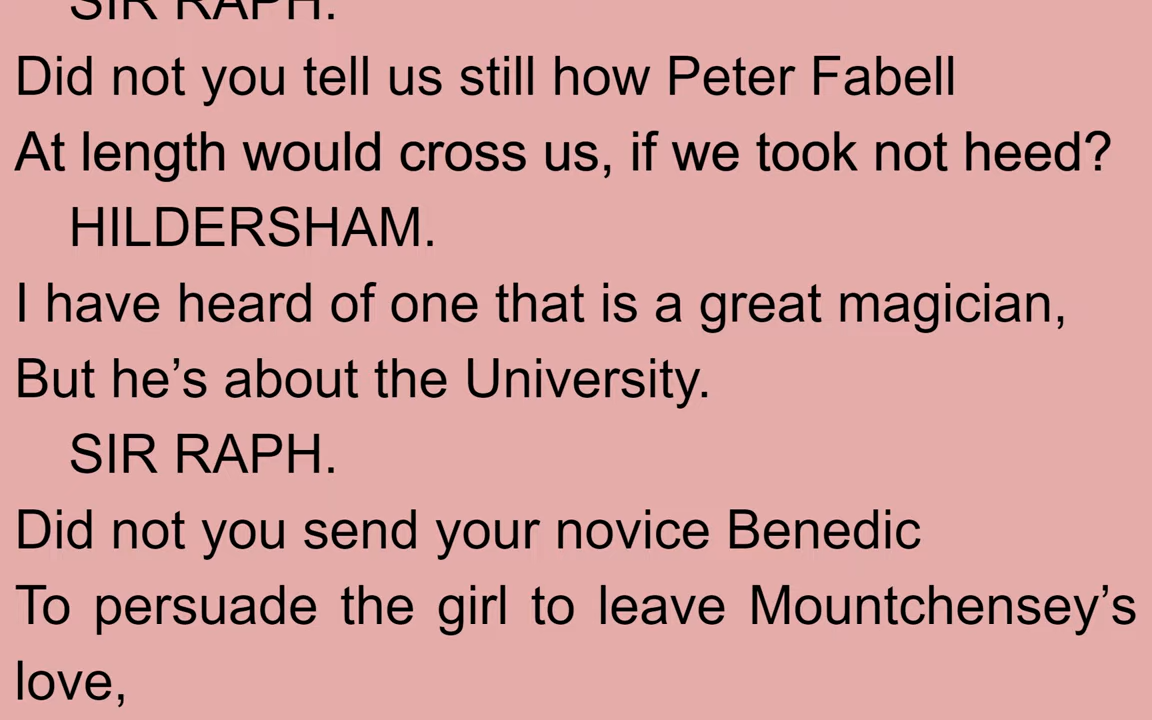 SIR RAPH.
Did not you tell us still how Peter Fabell
At length would cross us, if we took not heed?
HILDERSHAM.
I have heard of one that is a great magician,
But he’s about the University.
SIR RAPH.
Did not you send your novice Benedic
To persuade the girl to leave Mountchensey’s
love,